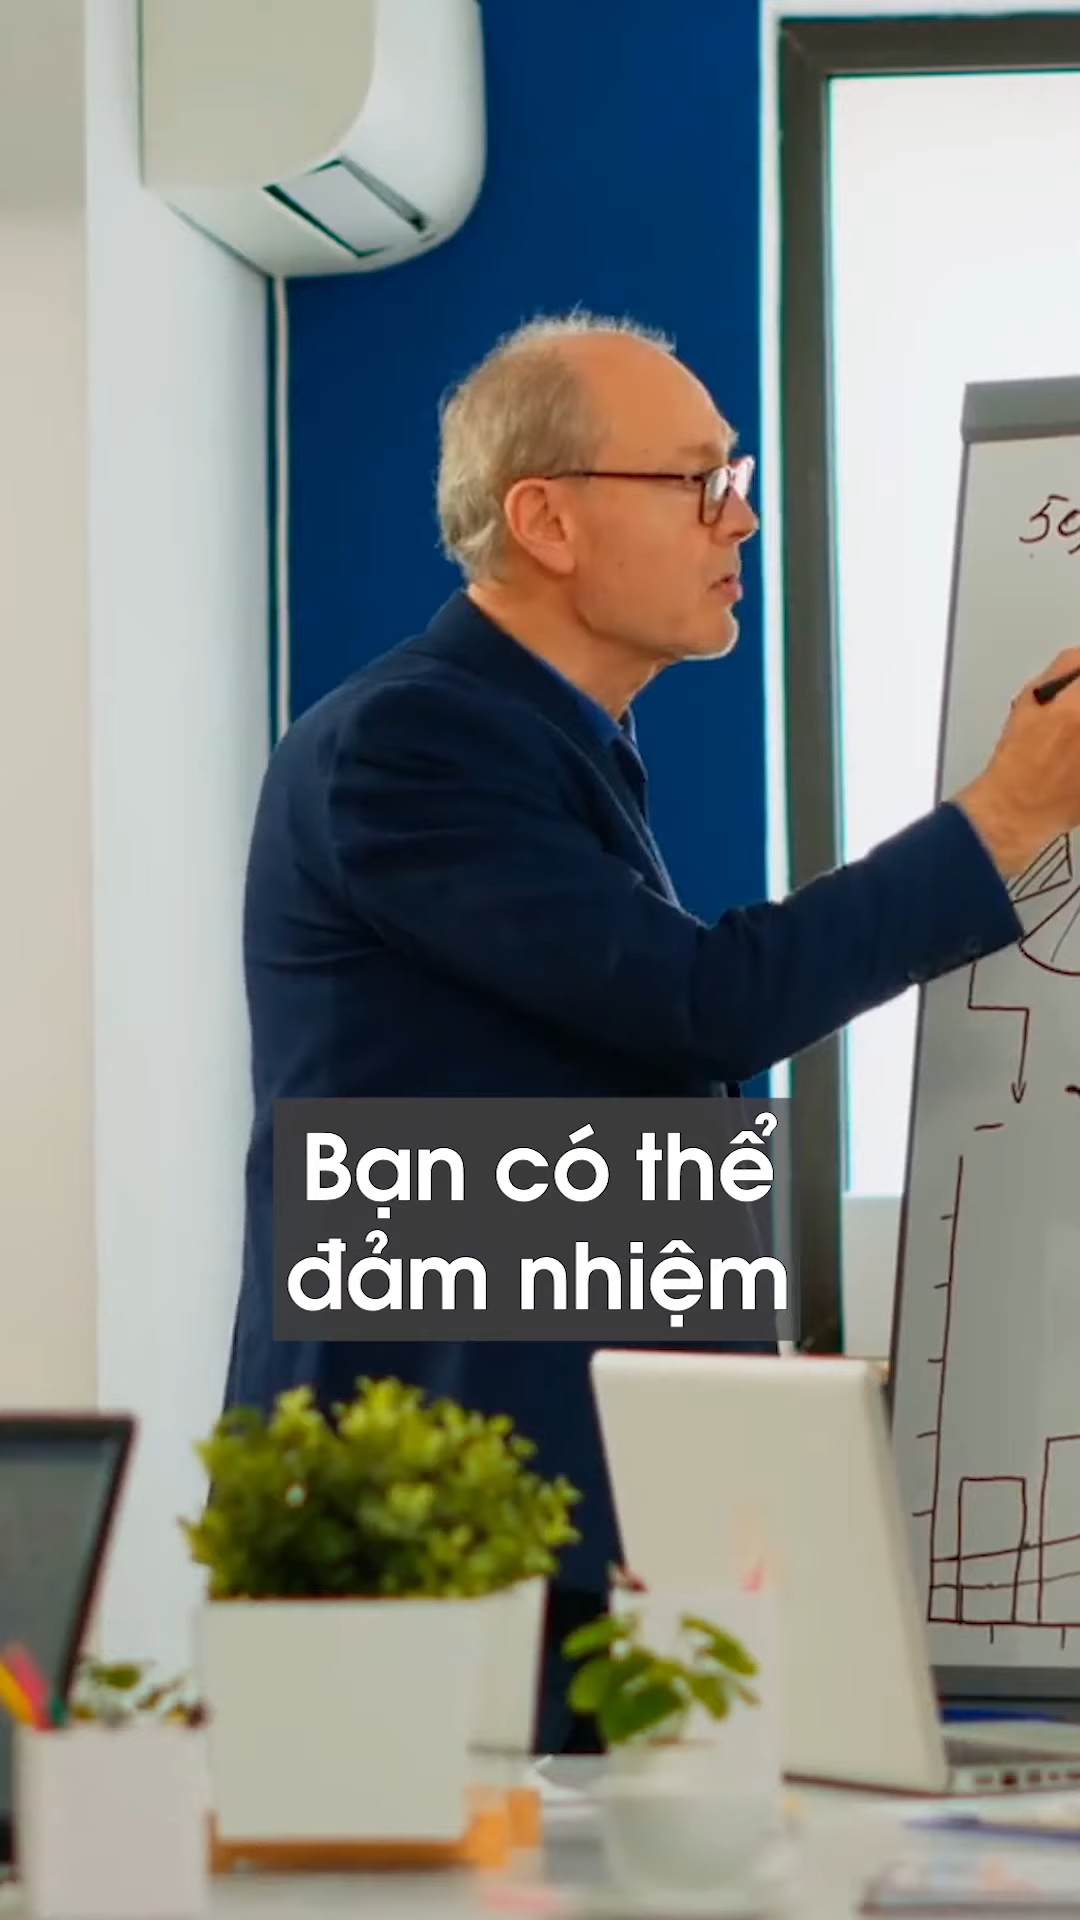 Bạn có thể
đảm nhiệm